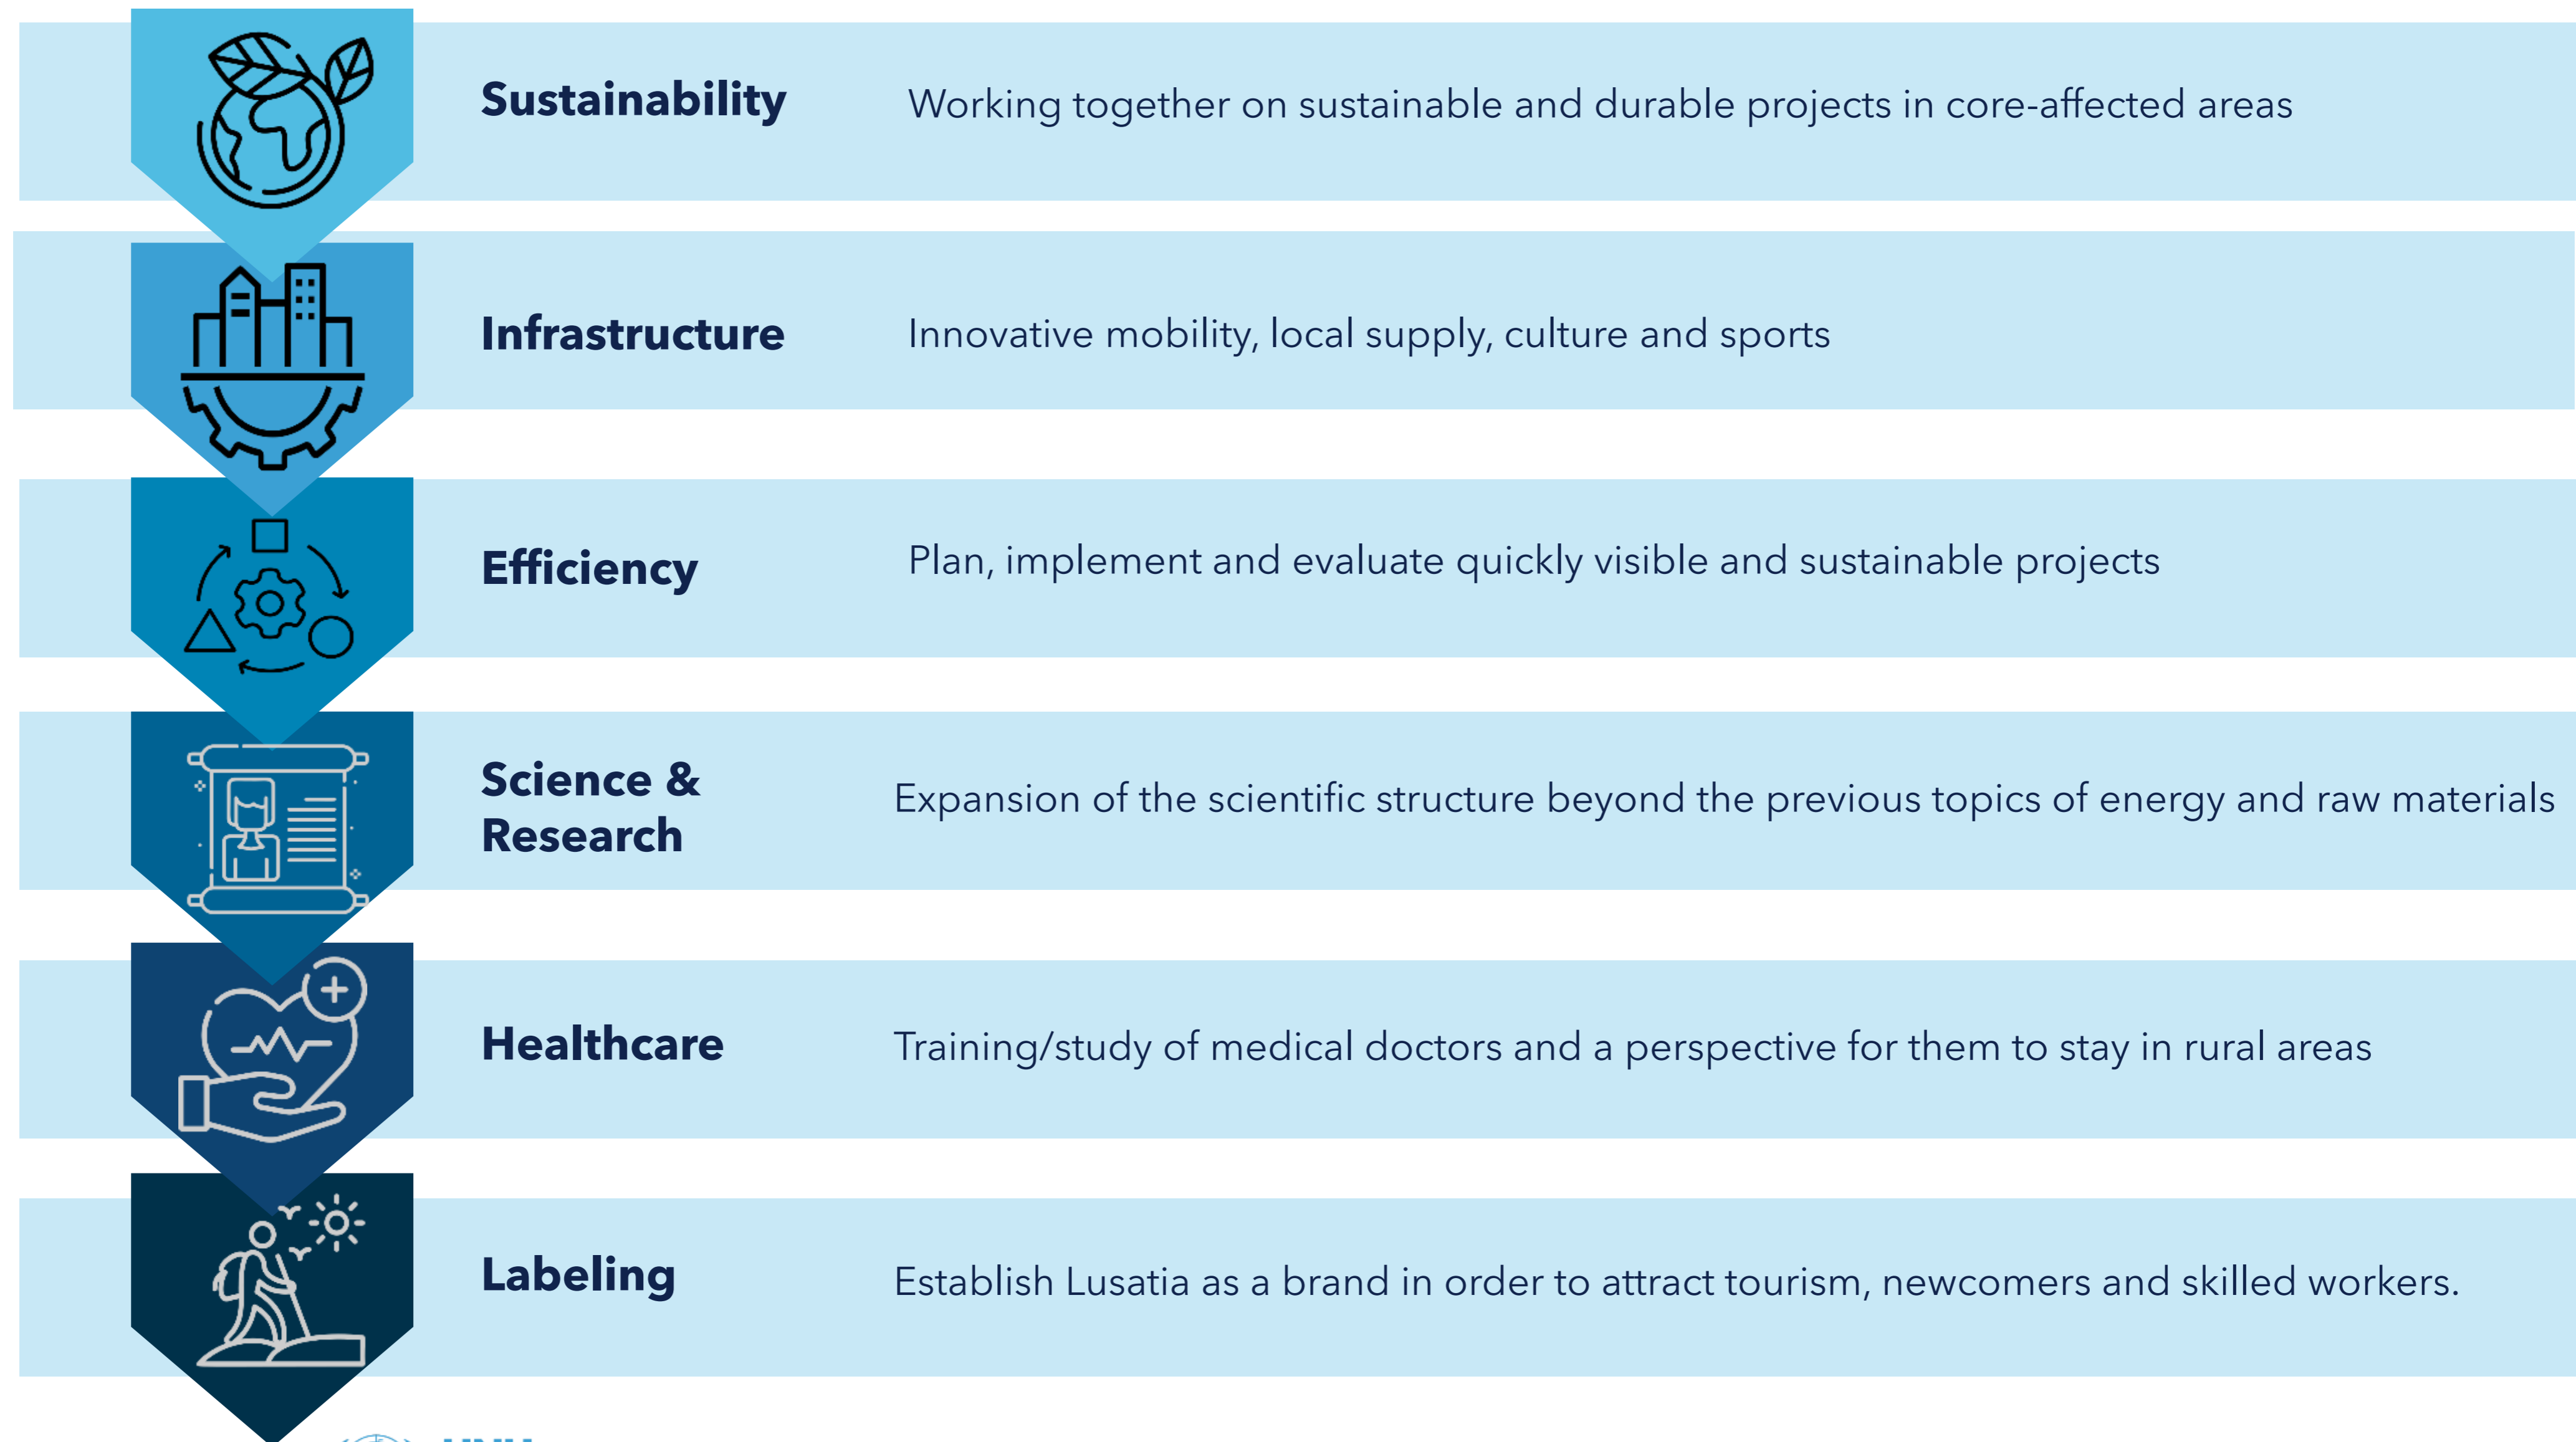 Sustainability
Working together on sustainable and durable projects in core-affected areas
Infrastructure
Innovative mobility, local supply, culture and sports
Efficiency
Plan, implement and evaluate quickly visible and sustainable projects
Science &
Research
Expansion of the scientific structure beyond the previous topics of energy and raw materials
Healthcare
Training/study of medical doctors and a perspective for them to stay in rural areas
Labeling
Establish Lusatia as a brand in order to attract tourism, newcomers and skilled workers.